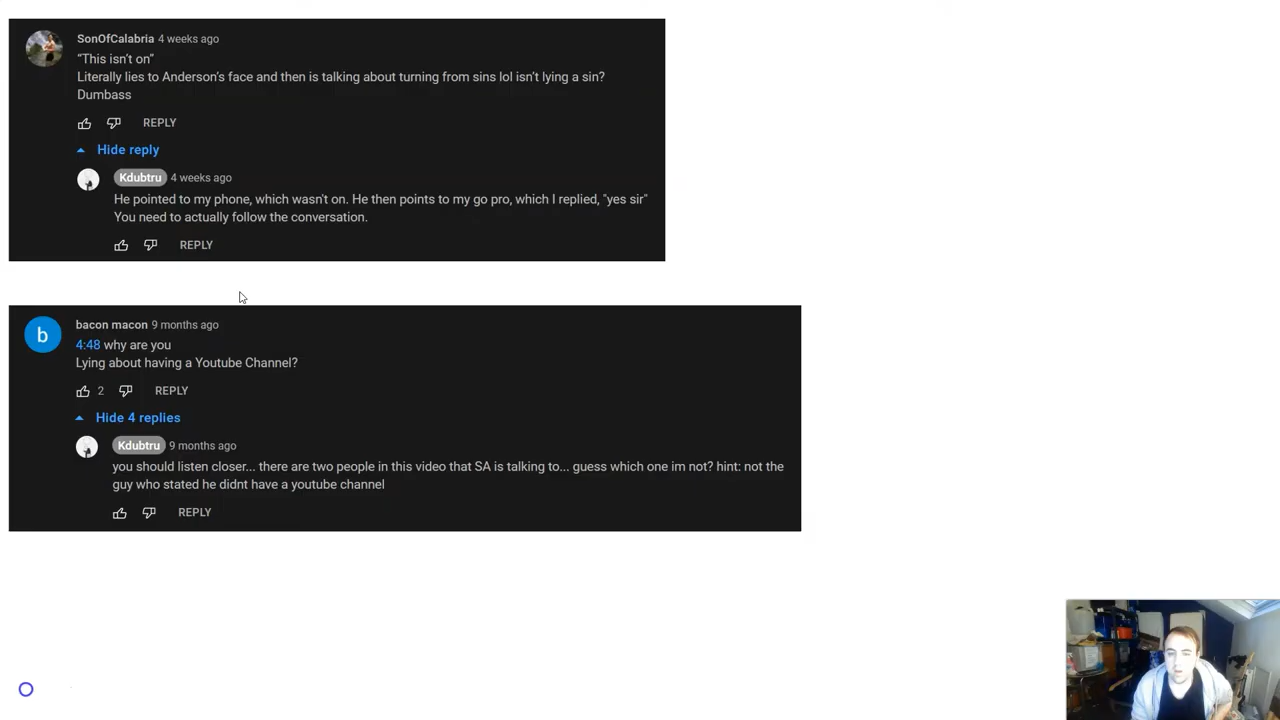 SonOfCalabria 4 weeks ago
“This isn’t on”
Literally lies to Anderson’s face and then is talking about turning from sins lol isn’t lying a sin?
Dumbass
REPLY
Hide reply
Kdubtru 4 weeks ago
He pointed to my phone, which wasn't on. He then points to my go pro, which I replied, "yes sir"
You need to actually follow the conversation.
REPLY
b
bacon macon 9 months ago
4:48 why are you
Lying about having a Youtube Channel?
2 REPLY
Hide 4 replies
Kdubtru 9 months ago
you should listen closer... there are two people in this video that SA is talking to... guess which one im not? hint: not the
guy who stated he didnt have a youtube channel
REPLY